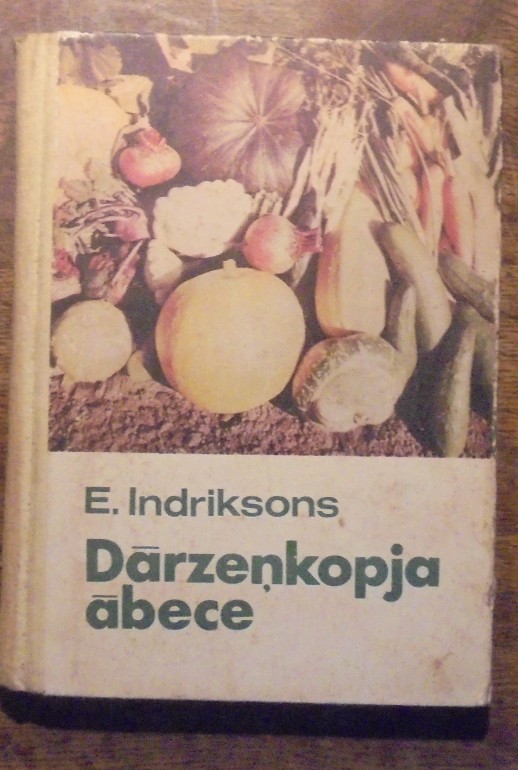 E. Indriksons
Dārzeņkopja
ābece